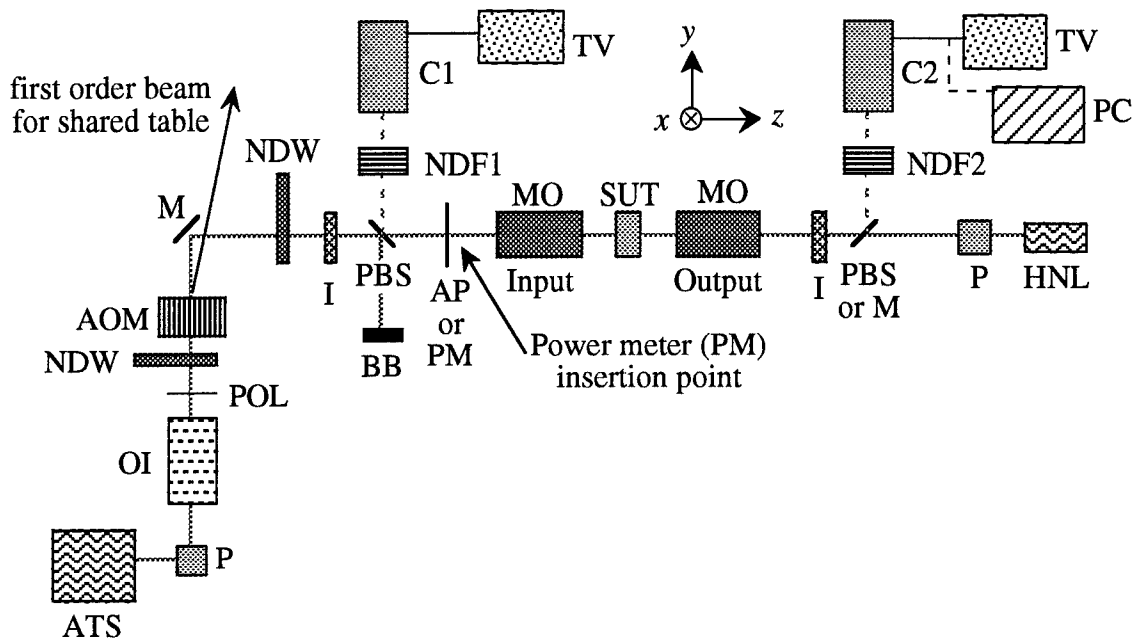 TV
C1
y
x
z
TV
C2
PC
first order beam
for shared table
NDW
NDF1
NDF2
M
MO
SUT
MO
I
PBS
AP
or
PM
Input
Output
I
PBS
or M
P
HNL
AOM
NDW
BB
Power meter (PM)
insertion point
POL
OI
P
ATS